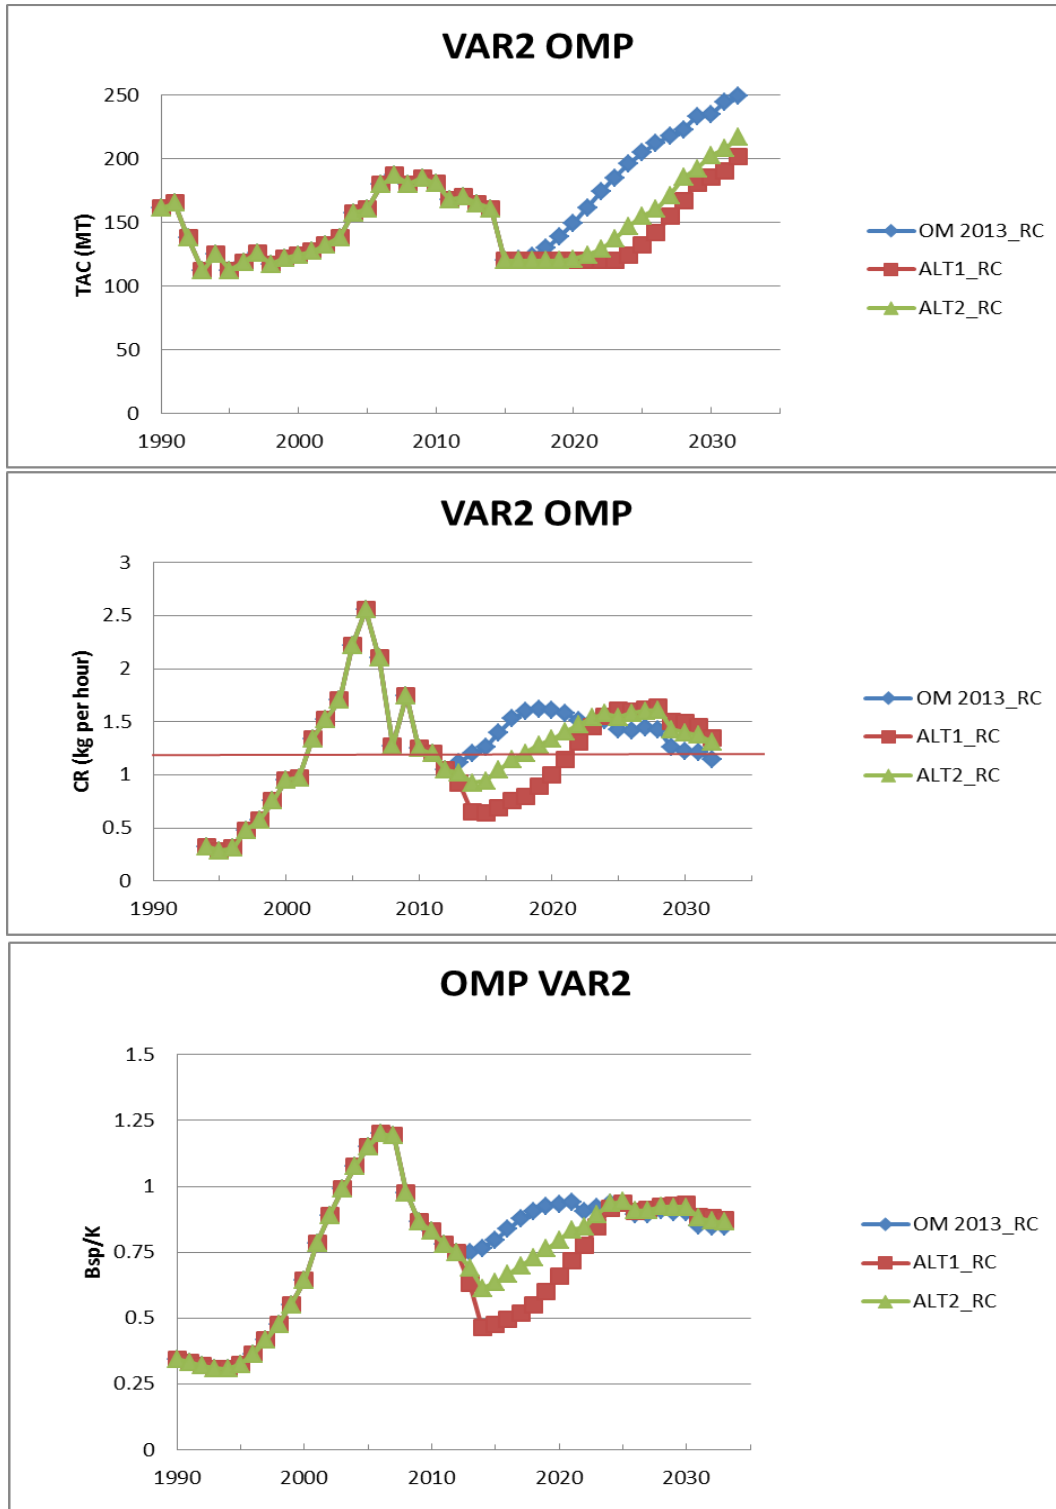 VAR2 OMP
TAC (MT)
250
200
150
100
50
0
1990
2000
2010
2020
2030
OM 2013_RC
ALT1_RC
ALT2_RC
VAR2 OMP
CR (kg per hour)
3
2.5
2
1.5
1
0.5
0
1990
2000
2010
2020
2030
OM 2013_RC
ALT1_RC
ALT2_RC
OMP VAR2
Bsp/K
1.5
1.25
1
0.75
0.5
0.25
0
1990
2000
2010
2020
2030
OM 2013_RC
ALT1_RC
ALT2_RC